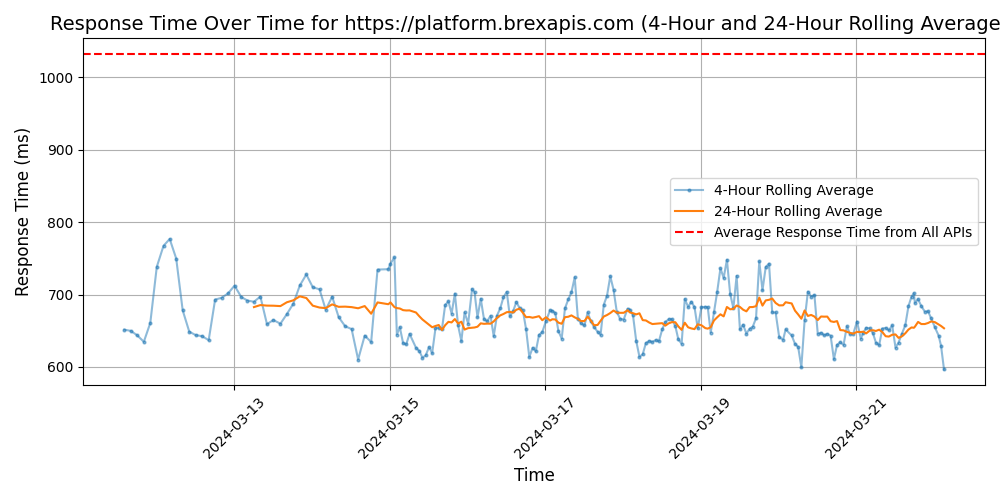 Response Time Over Time for https://platform.brexapis.com (4-Hour and 24-Hour Rolling Average
Response Time (ms)
1000
900
800
700
600
4-Hour Rolling Average
24-Hour Rolling Average
Average Response Time from All APIs
2024-03-13
2024-03-15
2024-03-17
2024-03-19
2024-03-21
Time